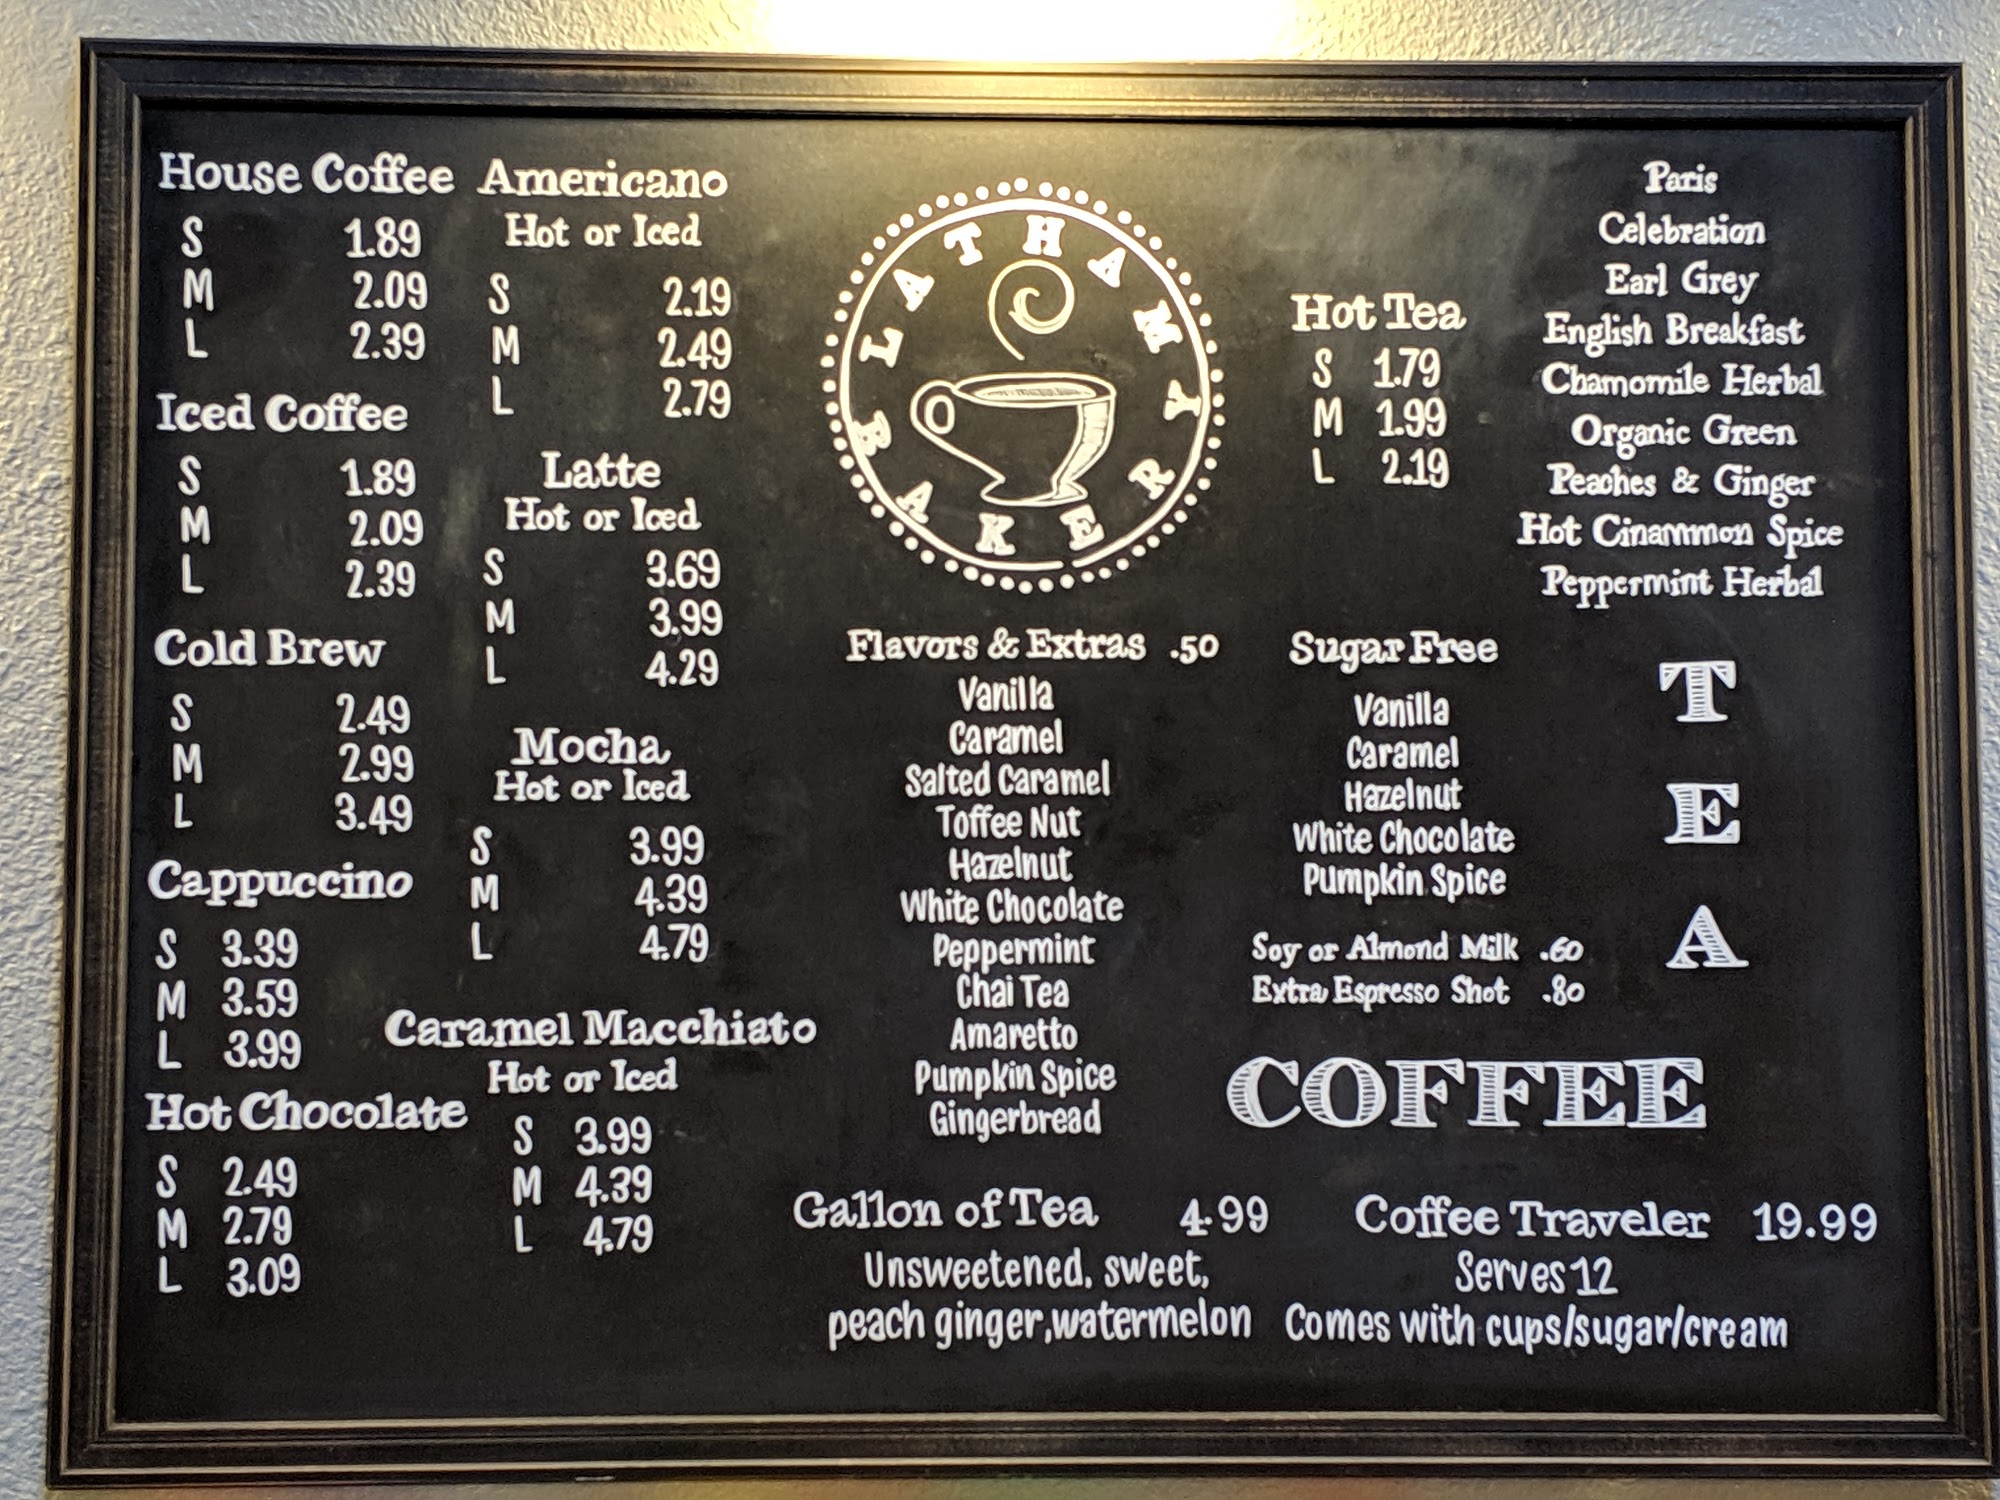 House Coffee
S 1.89
M 2.09
L 2.39
Iced Coffee
S 1.89
M 2.09
L 2.39
Cold Brew
S 2.49
M 2.99
L 3.49
Cappuccino
S 3.39
M 3.59
L 3.99
Hot Chocolate
S 2.49
M 2.79
L 3.09
Americano
Hot or Iced
S 2.19
M 2.49
L 2.79
Latte
Hot or Iced
S 3.69
M 3.99
L 4.29
Mocha
Hot or Iced
S 3.99
M 4.39
L 4.79
Caramel Macchiato
Hot or Iced
S 3.99
M 4.39
L 4.79
LATHAM
BAKERY
Flavors & Extras .50
Vanilla
Caramel
Salted Caramel
Toffee Nut
Hazelnut
White Chocolate
Peppermint
Chai Tea
Amaretto
Pumpkin Spice
Gingerbread
Hot Tea
S 1.79
M 1.99
L 2.19
Paris
Celebration
Earl Grey
English Breakfast
Chamomile Herbal
Organic Green
Peaches & Ginger
Hot Cinammon Spice
Peppermint Herbal
Sugar Free
Vanilla
Caramel
Hazelnut
White Chocolate
Pumpkin Spice
Soy or Almond Milk .60
Extra Espresso Shot .80
TEA
COFFEE
Gallon of Tea 4.99
Unsweetened, sweet,
peach ginger,watermelon
Coffee Traveler 19.99
Serves 12
Comes with cups/sugar/cream